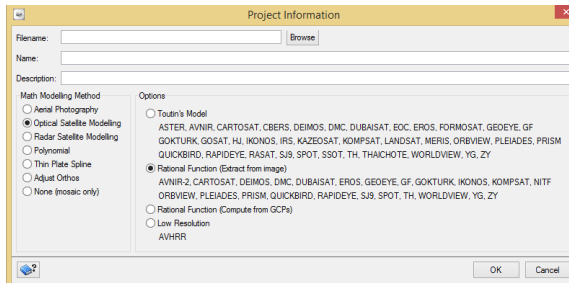 Project Information
Filename:
Browse
Name:
Description:
Math Modelling Method
Aerial Photography
Optical Satellite Modelling
Radar Satellite Modelling
Polynomial
Thin Plate Spline
Adjust Orthos
None (mosaic only)
Options
Toutin's Model
ASTER, AVNIR, CARTOSAT, CBERS, DEIMOS, DMC, DUBAISAT, EOC, EROS, FORMOSAT, GEOEYE, GF
GOKTURK, GOSAT, HJ, IKONOS, IRS, KAZEOSAT, KOMPSAT, LANDSAT, MERIS, ORBVIEW, PLEIADES, PRISM
QUICKBIRD, RAPIDEYE, RASAT, SJ9, SPOT, SSOT, TH, THAICHOTE, WORLDVIEW, YG, ZY
Rational Function (Extract from image)
AVNIR-2, CARTOSAT, DEIMOS, DMC, DUBAISAT, EROS, GEOEYE, GF, GOKTURK, IKONOS, KOMPSAT, NITF
ORBVIEW, PLEIADES, PRISM, QUICKBIRD, RAPIDEYE, SJ9, SPOT, TH, WORLDVIEW, YG, ZY
Rational Function (Compute from GCPs)
Low Resolution
AVHRR
OK
Cancel